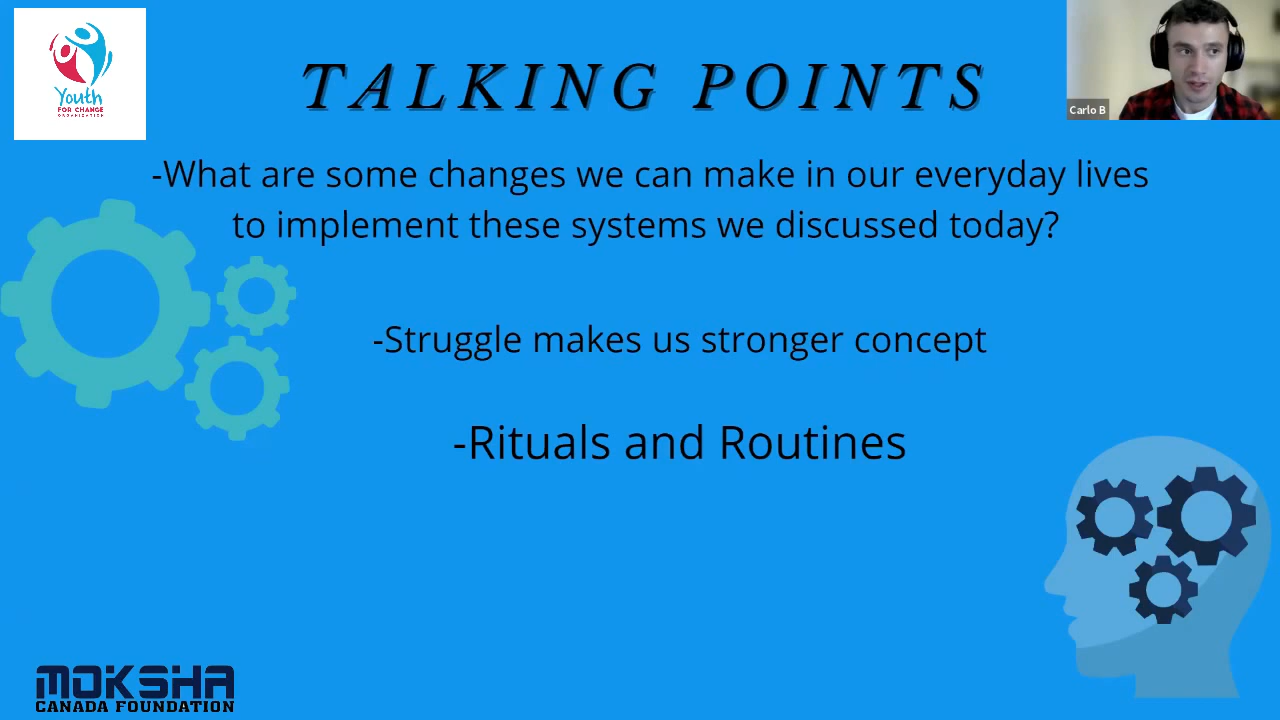 Youth
FOR CHANGE
ORGANIZATION
TALKING POINTS
Carlo B
-What are some changes we can make in our everyday lives
to implement these systems we discussed today?
-Struggle makes us stronger concept
-Rituals and Routines
MOKSHA
CANADA FOUNDATION